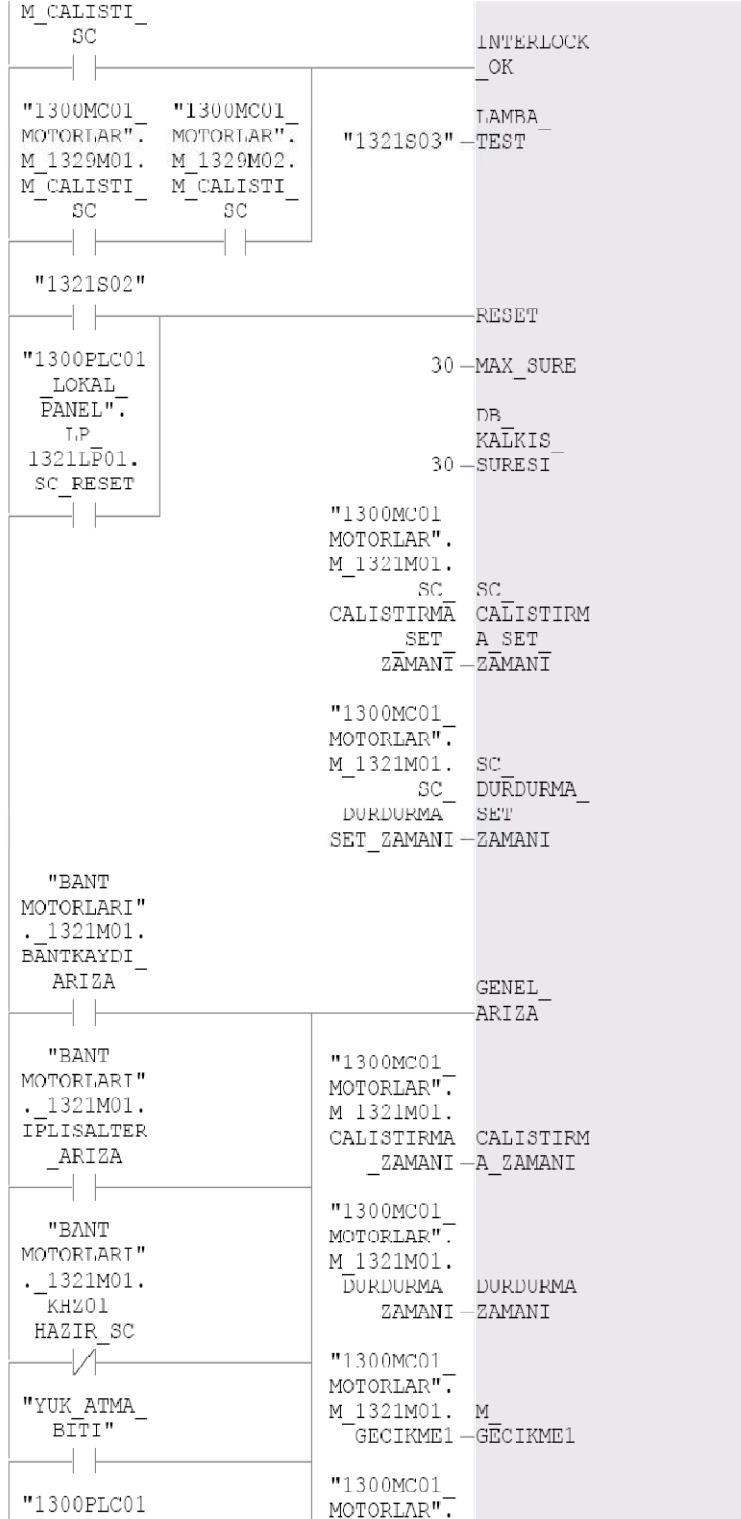 M_CALISTI_
SC
INTERLOCK
_OK
"1300MC01_
MOTORLAR".
M_1329M01.
M_CALISTI_
SC
"1300MC01_
MOTORLAR".
M_1329M02.
M_CALISTI_
SC
"1321S03"
LAMBA_
TEST
"1321S02"
RESET
"1300PLC01
_LOKAL_
PANEL".
LP_
1321LP01.
SC_RESET
30
MAX_SURE
DB_
KALKIS_
SURESI
30
"1300MC01_
MOTORLAR".
M_1321M01.
SC_
CALISTIRMA
_SET_
ZAMANI
SC_
CALISTIRM
A_SET_
ZAMANI
"1300MC01_
MOTORLAR".
M_1321M01.
SC_
DURDURMA_
SET_ZAMANI
SC_
DURDURMA_
SET_
ZAMANI
"BANT
MOTORLARI"
._1321M01.
BANTKAYDI_
ARIZA
GENEL_
ARIZA
"BANT
MOTORLARI"
._1321M01.
IPLISALTER
_ARIZA
"1300MC01_
MOTORLAR".
M_1321M01.
CALISTIRMA
_ZAMANI
CALISTIRM
A_ZAMANI
"BANT
MOTORLARI"
._1321M01.
KHZ01_
HAZIR_SC
"1300MC01_
MOTORLAR".
M_1321M01.
DURDURMA_
ZAMANI
DURDURMA_
ZAMANI
"YUK_ATMA_
BITI"
"1300MC01_
MOTORLAR".
M_1321M01.
GECIKME1
M_
GECIKME1
"1300PLC01
"1300MC01_
MOTORLAR".